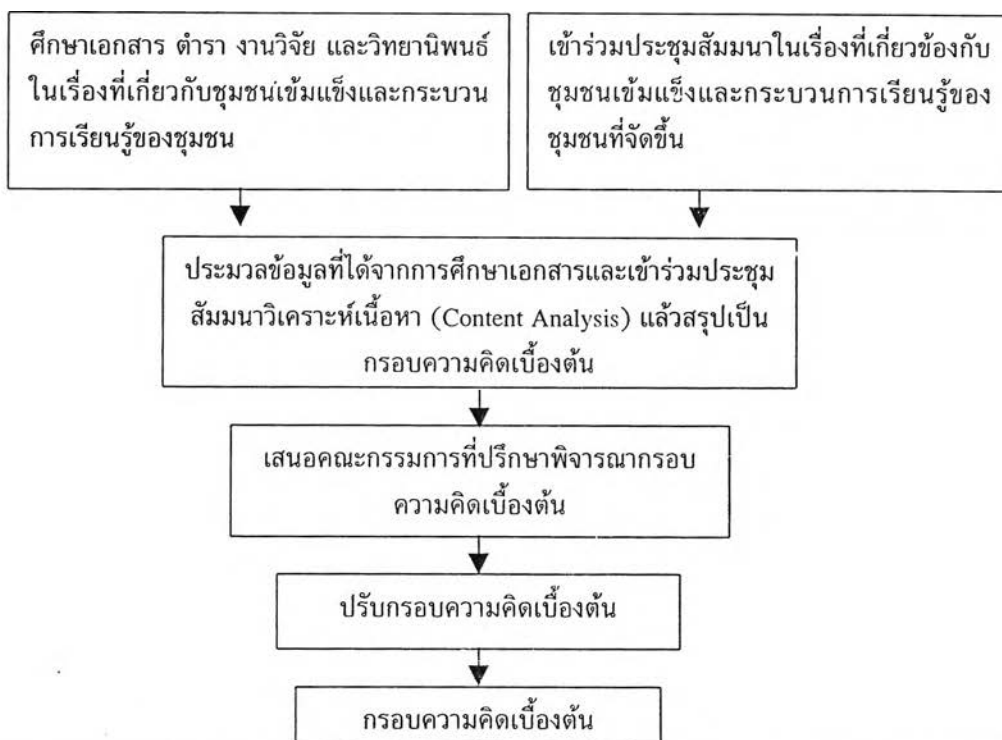 ศึกษาเอกสาร ตำรา งานวิจัย และวิทยานิพนธ์
ในเรื่องที่เกี่ยวกับชุมชนเข้มแข็งและกระบวน
การเรียนรู้ของชุมชน
เข้าร่วมประชุมสัมมนาในเรื่องที่เกี่ยวข้องกับ
ชุมชนเข้มแข็งและกระบวนการเรียนรู้ของ
ชุมชนที่จัดขึ้น
ประมวลข้อมูลที่ได้จากการศึกษาเอกสารและเข้าร่วมประชุม
สัมมนาวิเคราะห์เนื้อหา (Content Analysis) แล้วสรุปเป็น
กรอบความคิดเบื้องต้น
เสนอคณะกรรมการที่ปรึกษาพิจารณากรอบ
ความคิดเบื้องต้น
ปรับกรอบความคิดเบื้องต้น
กรอบความคิดเบื้องต้น